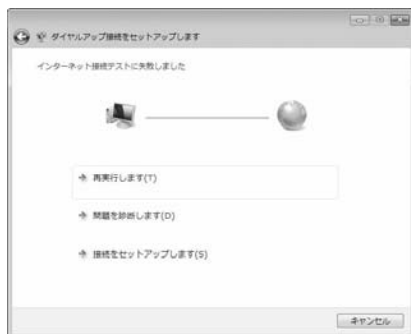 ダイヤルアップ接続をセットアップします
インターネット接続テストに失敗しました
再実行します(T)
問題を診断します(D)
接続をセットアップします(S)
キャンセル